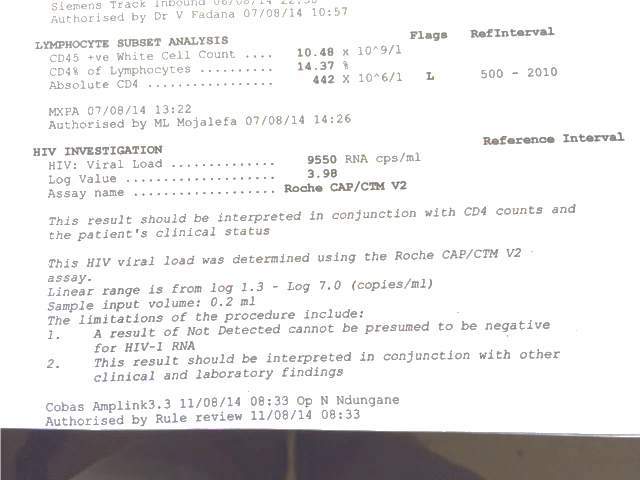 Siemens Track Inbound 06/08/14 22:58
Authorised by Dr V Fadana 07/08/14 10:57
LYMPHOCYTE SUBSET ANALYSIS Flags RefInterval
CD45 +ve White Cell Count .... 10.48 x 10^9/l
CD4% of Lymphocytes .......... 14.37 %
Absolute CD4 ................. 442 X 10^6/l L 500 - 2010
MXPA 07/08/14 13:22
Authorised by ML Mojalefa 07/08/14 14:26
HIV INVESTIGATION Reference Interval
HIV: Viral Load .............. 9550 RNA cps/ml
Log Value .................... 3.98
Assay name ................... Roche CAP/CTM V2
This result should be interpreted in conjunction with CD4 counts and
the patient's clinical status
This HIV viral load was determined using the Roche CAP/CTM V2
assay.
Linear range is from log 1.3 - Log 7.0 (copies/ml)
Sample input volume: 0.2 ml
The limitations of the procedure include:
1. A result of Not Detected cannot be presumed to be negative
for HIV-1 RNA
2. This result should be interpreted in conjunction with other
clinical and laboratory findings
Cobas Amplink3.3 11/08/14 08:33 Op N Ndungane
Authorised by Rule review 11/08/14 08:33